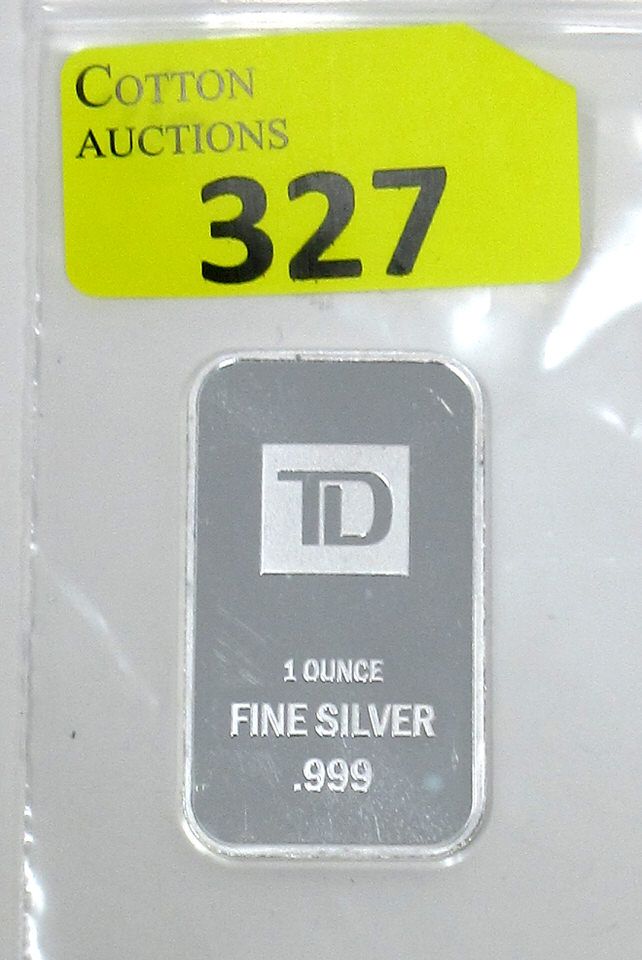 COTTON
AUCTIONS
327
TD
1 OUNCE
FINE SILVER
.999